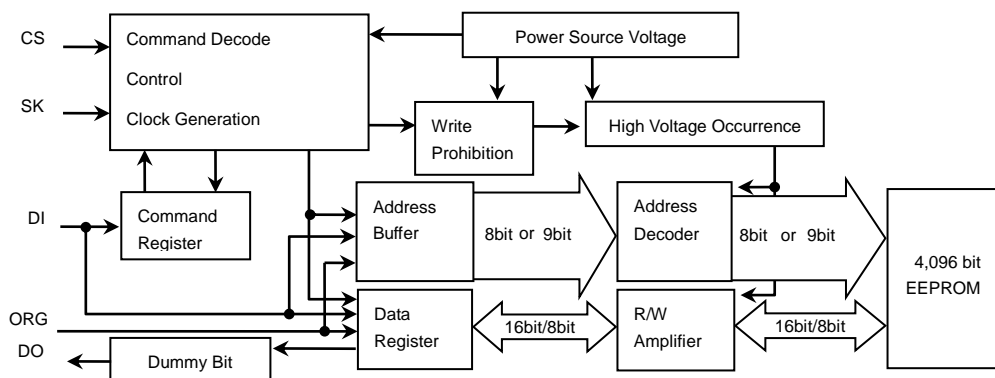 CS
Command Decode
Control
Clock Generation
Power Source Voltage
SK
Write
Prohibition
High Voltage Occurrence
DI
Command
Register
Address
Buffer
8bit or 9bit
Address
Decoder
8bit or 9bit
4,096 bit
EEPROM
ORG
Data
Register
16bit/8bit
R/W
Amplifier
16bit/8bit
DO
Dummy Bit